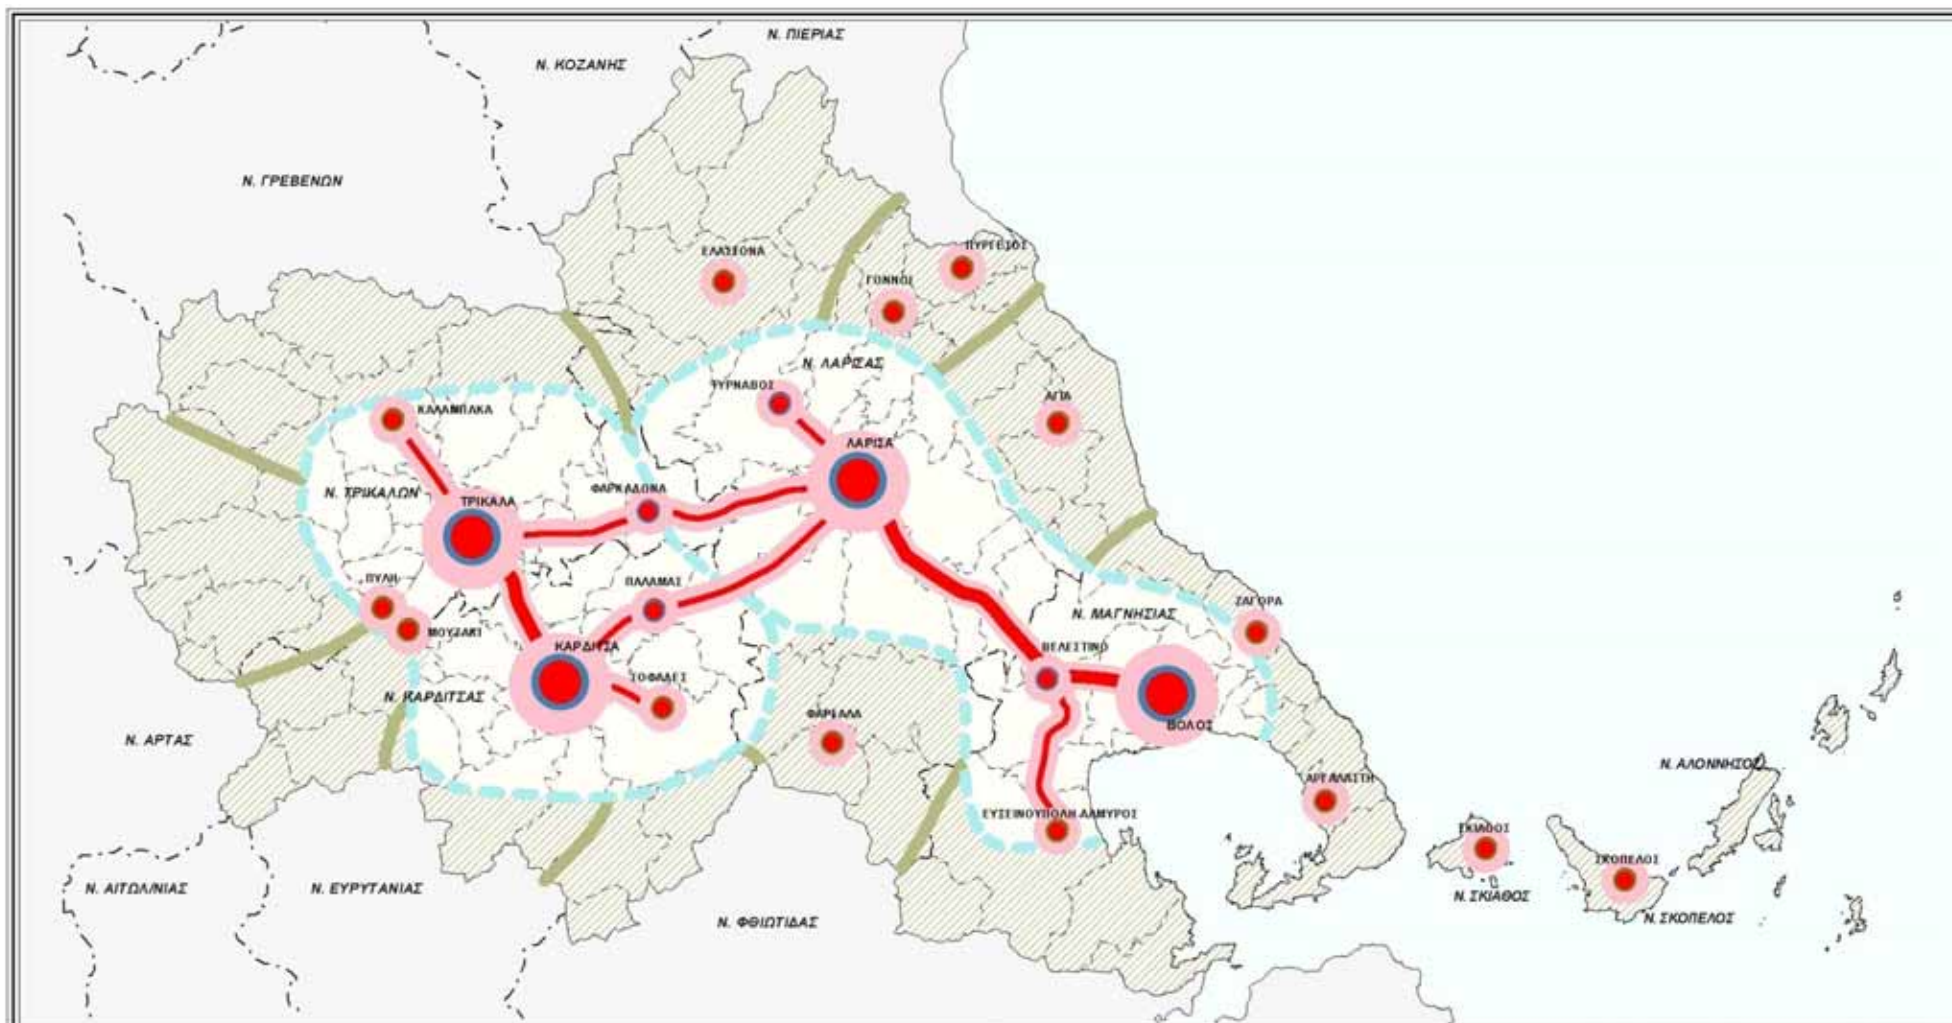 Ν. ΠΙΕΡΙΑΣ
Ν. ΚΟΖΑΝΗΣ
Ν. ΓΡΕΒΕΝΩΝ
ΕΛΑΣΣΟΝΑ
ΠΥΡΓΕΤΟΣ
ΓΟΝΝΟΙ
Ν. ΛΑΡΙΣΑΣ
ΤΥΡΝΑΒΟΣ
ΑΓΙΑ
ΚΑΛΑΜΠΑΚΑ
ΛΑΡΙΣΑ
Ν. ΤΡΙΚΑΛΩΝ
ΦΑΡΚΑΔΟΝΑ
ΤΡΙΚΑΛΑ
ΠΥΛΗ
ΠΑΛΑΜΑΣ
ΖΑΓΟΡΑ
Ν. ΜΑΓΝΗΣΙΑΣ
ΜΟΥΖΑΚΙ
ΚΑΡΔΙΤΣΑ
ΒΕΛΕΣΤΙΝΟ
ΣΟΦΑΔΕΣ
Ν. ΚΑΡΔΙΤΣΑΣ
ΦΑΡΣΑΛΑ
ΒΟΛΟΣ
Ν. ΑΡΤΑΣ
Ν. ΑΛΟΝΝΗΣΟΣ
ΑΡΓΑΛΑΣΤΗ
ΕΥΞΕΙΝΟΥΠΟΛΗ-ΑΛΜΥΡΟΣ
ΣΚΙΑΘΟΣ
ΣΚΟΠΕΛΟΣ
Ν. ΑΙΤΩΛ/ΝΙΑΣ
Ν. ΕΥΡΥΤΑΝΙΑΣ
Ν. ΣΚΙΑΘΟΣ
Ν. ΣΚΟΠΕΛΟΣ
Ν. ΦΘΙΩΤΙΔΑΣ